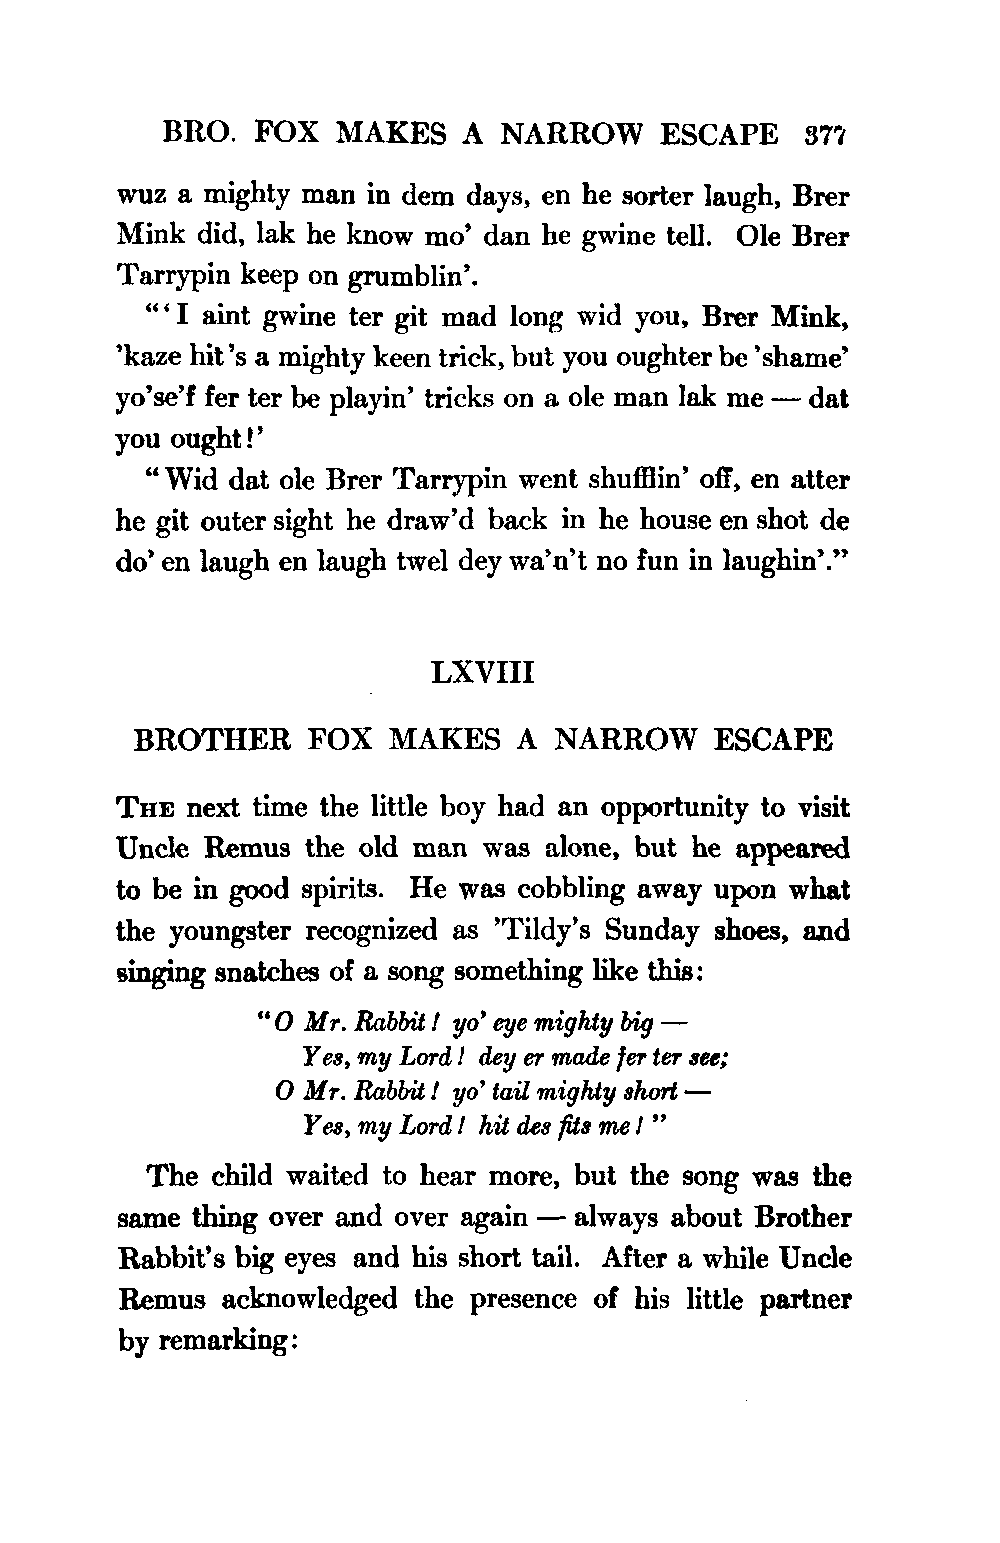 BRO. FOX MAKES A NARROW ESCAPE 377
wuz a mighty man in dem days, en he sorter laugh, Brer
Mink did, lak he know mo' dan he gwine tell. Ole Brer
Tarrypin keep on grumblin'.
"'I aint gwine ter git mad long wid you, Brer Mink,
'kaze hit's a mighty keen trick, but you oughter be 'shame'
yo'se'f fer ter be playin' tricks on a ole man lak me — dat
you ought!'
"Wid dat ole Brer Tarrypin went shufflin' off, en atter
he git outer sight he draw'd back in he house en shot de
do' en laugh en laugh twel dey wa'n't no fun in laughin'."
LXVIII
BROTHER FOX MAKES A NARROW ESCAPE
THE next time the little boy had an opportunity to visit
Uncle Remus the old man was alone, but he appeared
to be in good spirits. He was cobbling away upon what
the youngster recognized as 'Tildy's Sunday shoes, and
singing snatches of a song something like this:
"O Mr. Rabbit! yo' eye mighty big —
Yes, my Lord! dey er made fer ter see;
O Mr. Rabbit! yo' tail mighty short —
Yes, my Lord! hit des fits me!"
The child waited to hear more, but the song was the
same thing over and over again — always about Brother
Rabbit's big eyes and his short tail. After a while Uncle
Remus acknowledged the presence of his little partner
by remarking: